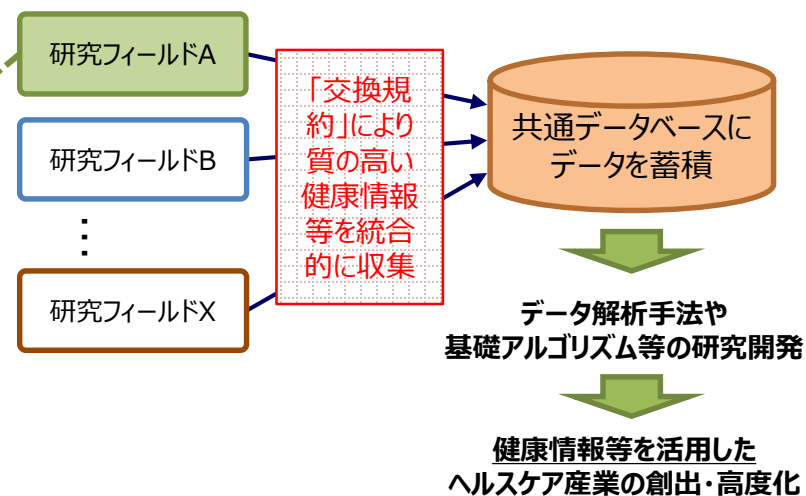 研究フィールドA
研究フィールドB
⋮
研究フィールドX
「交換規
約」により
質の高い
健康情報
等を統合
的に収集
共通データベースに
データを蓄積
データ解析手法や
基礎アルゴリズム等の研究開発
健康情報等を活用した
ヘルスケア産業の創出・高度化